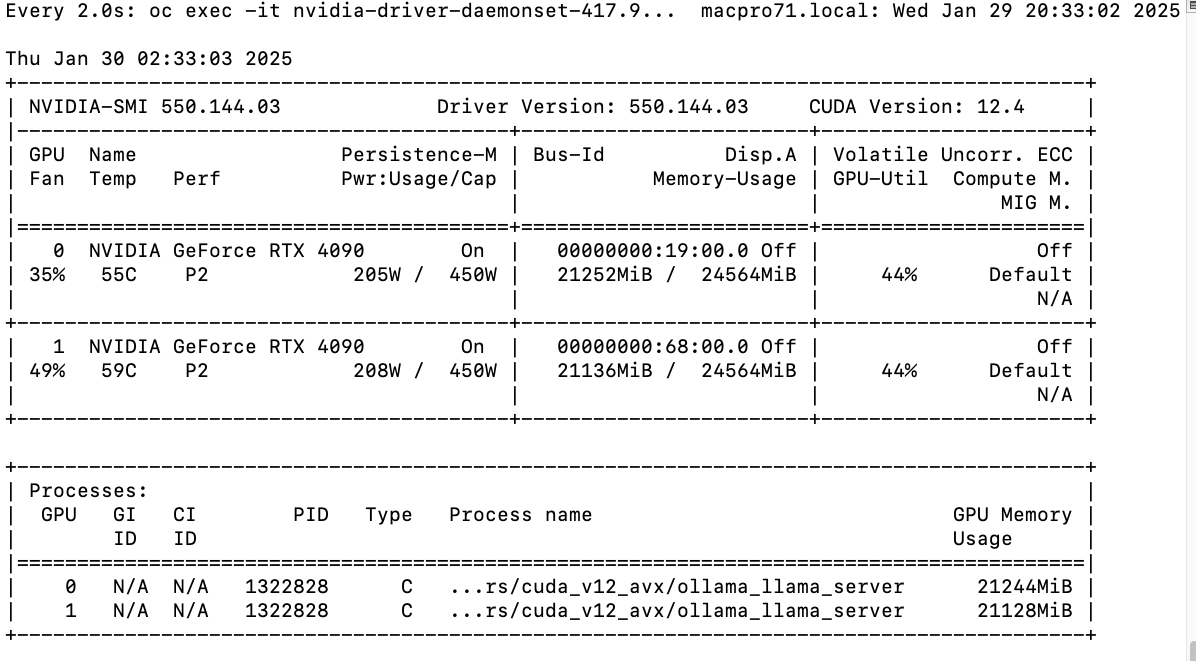 Every 2.0s: oc exec -it nvidia-driver-daemonset-417.9...  macpro71.local: Wed Jan 29 20:33:02 2025

Thu Jan 30 02:33:03 2025
+-----------------------------------------------------------------------------------------+
| NVIDIA-SMI 550.144.03             Driver Version: 550.144.03     CUDA Version: 12.4     |
|-----------------------------------------+------------------------+----------------------+
| GPU  Name                 Persistence-M | Bus-Id          Disp.A | Volatile Uncorr. ECC |
| Fan  Temp   Perf          Pwr:Usage/Cap |           Memory-Usage | GPU-Util  Compute M. |
|                                         |                        |               MIG M. |
|=========================================+========================+======================|
|   0  NVIDIA GeForce RTX 4090        On  |   00000000:19:00.0 Off |                  Off |
| 35%   55C    P2            205W /  450W |   21252MiB /  24564MiB |     44%      Default |
|                                         |                        |                  N/A |
+-----------------------------------------+------------------------+----------------------+
|   1  NVIDIA GeForce RTX 4090        On  |   00000000:68:00.0 Off |                  Off |
| 49%   59C    P2            208W /  450W |   21136MiB /  24564MiB |     44%      Default |
|                                         |                        |                  N/A |
+-----------------------------------------+------------------------+----------------------+

+-----------------------------------------------------------------------------------------+
| Processes:                                                                              |
|  GPU   GI   CI        PID   Type   Process name                              GPU Memory |
|        ID   ID                                                               Usage      |
|=========================================================================================|
|    0   N/A  N/A   1322828      C   ...rs/cuda_v12_avx/ollama_llama_server      21244MiB |
|    1   N/A  N/A   1322828      C   ...rs/cuda_v12_avx/ollama_llama_server      21128MiB |
+-----------------------------------------------------------------------------------------+